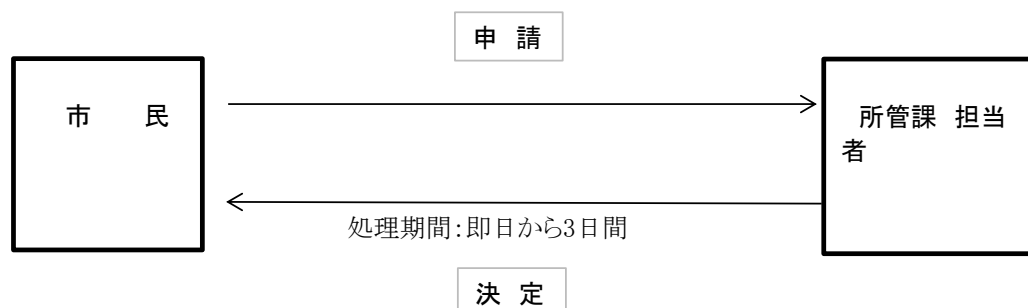 申 請
市 民
所管課 担当
者
処理期間:即日から3日間
決 定